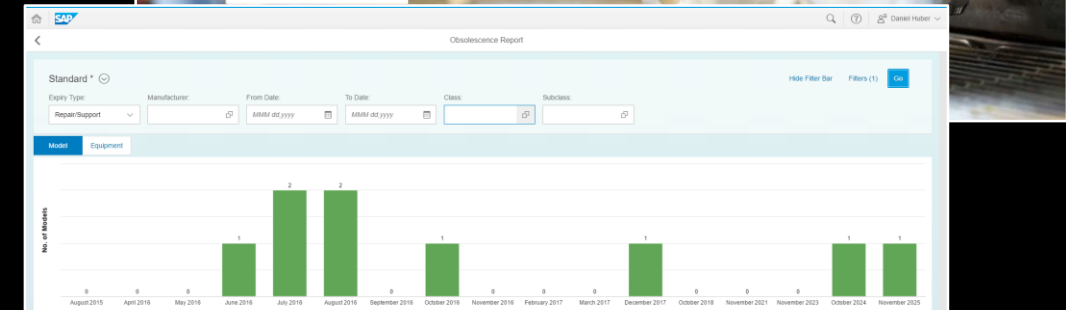 SAP
Daniel Huber
Obsolescence Report
Standard *
Hide Filter Bar
Filters (1)
Go
Expiry Type:
Manufacturer:
From Date:
To Date:
Class:
Subclass:
Repair/Support
MMM dd,yyyy
MMM dd,yyyy
Model
Equipment
No. of Models
0 0 0 1 2 2 0 1 0 0 0 1 0 0 0 1 1
August 2015 April 2016 May 2016 June 2016 July 2016 August 2016 September 2016 October 2016 November 2016 February 2017 March 2017 December 2017 October 2018 November 2021 November 2023 October 2024 November 2025